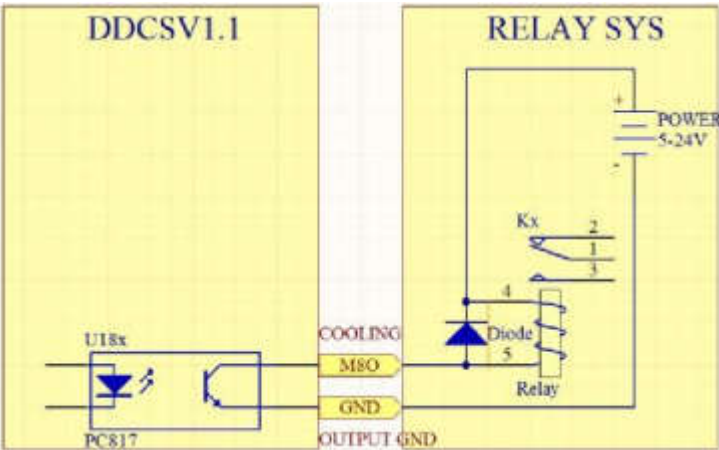 DDCSV1.1
RELAY SYS
+
POWER
5-24V
-
Kx
2
1
3
4
U18x
COOLING
Diode
M8O
5
Relay
GND
PC817
OUTPUT GND